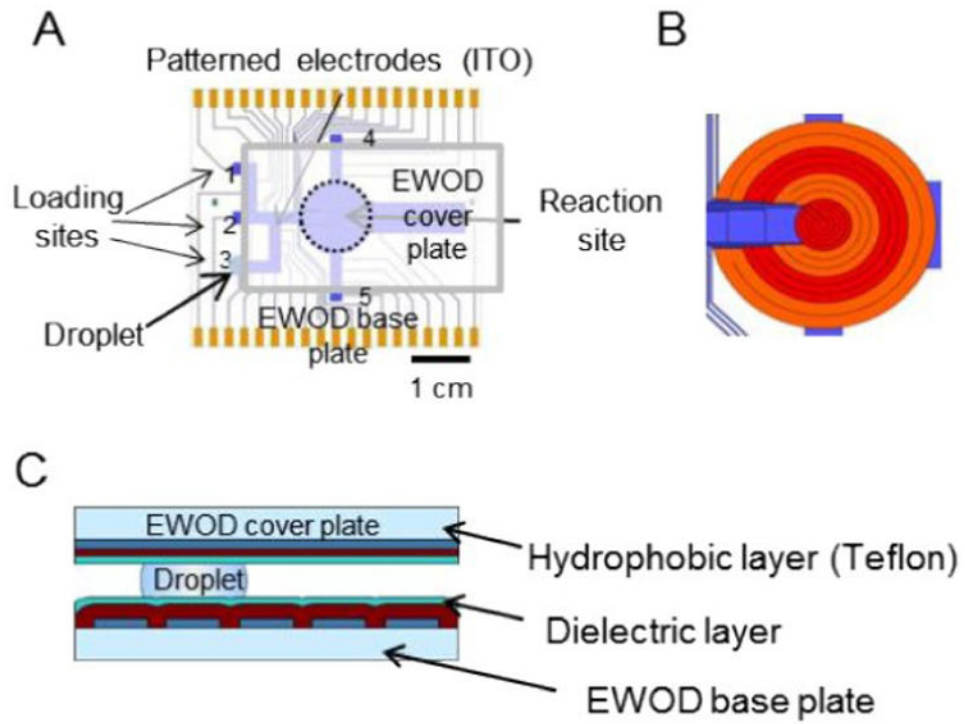 A
B
Patterned electrodes (ITO)
4
1
EWOD
cover
plate
Loading
sites
2
Reaction
site
3
5
Droplet
EWOD base
plate
1 cm
C
EWOD cover plate
Hydrophobic layer (Teflon)
Droplet
Dielectric layer
EWOD base plate